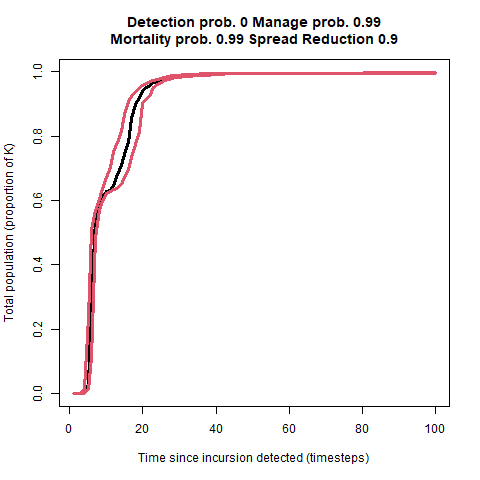 Detection prob. 0 Manage prob. 0.99
Mortality prob. 0.99 Spread Reduction 0.9
Total population (proportion of K)
1.0
0.8
0.6
0.4
0.2
0.0
0 20 40 60 80 100
Time since incursion detected (timesteps)